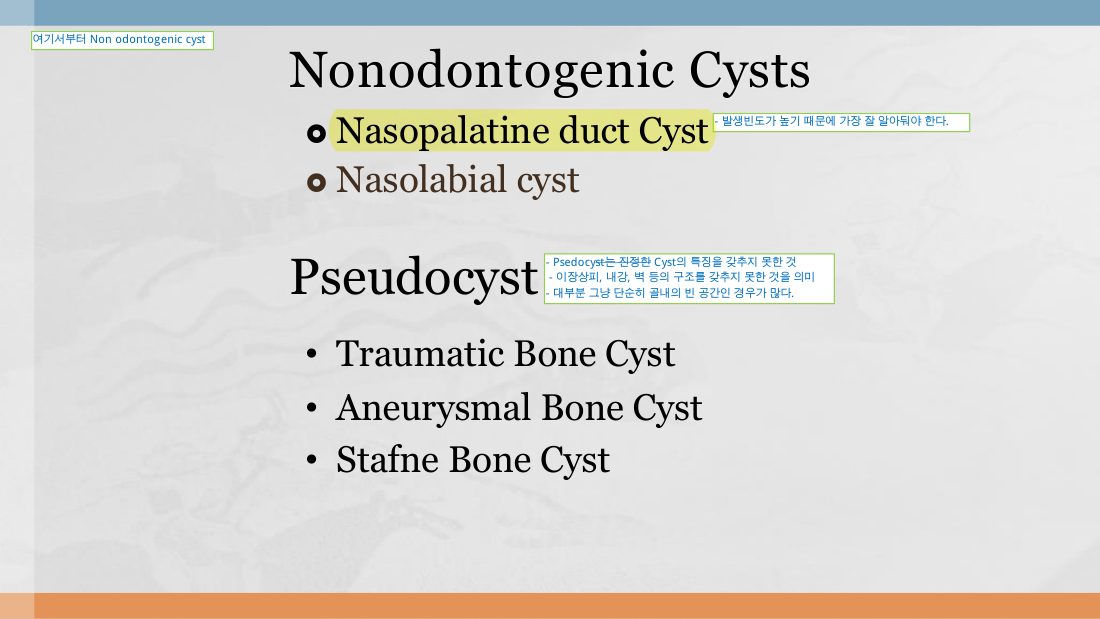 여기서부터 Non odontogenic cyst
Nonodontogenic Cysts
Nasopalatine duct Cyst
- 발생빈도가 높기 때문에 가장 잘 알아둬야 한다.
Nasolabial cyst
Pseudocyst
- Psedocyst는 진정한 Cyst의 특징을 갖추지 못한 것
- 이장상피, 내강, 벽 등의 구조를 갖추지 못한 것을 의미
- 대부분 그냥 단순히 골내의 빈 공간인 경우가 많다.
• Traumatic Bone Cyst
• Aneurysmal Bone Cyst
• Stafne Bone Cyst